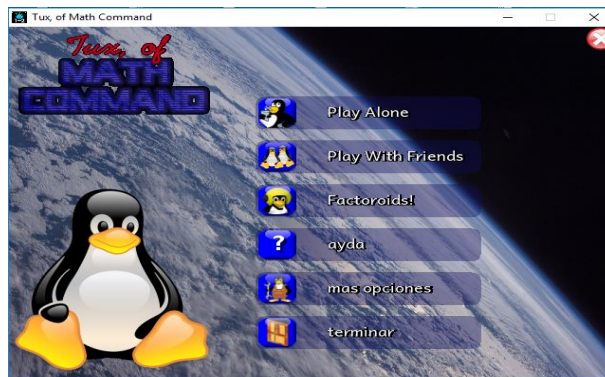 Tux, of Math Command
Tux, of
MATH
COMMAND
Play Alone
Play With Friends
Factoroids!
?
ayda
mas opciones
terminar